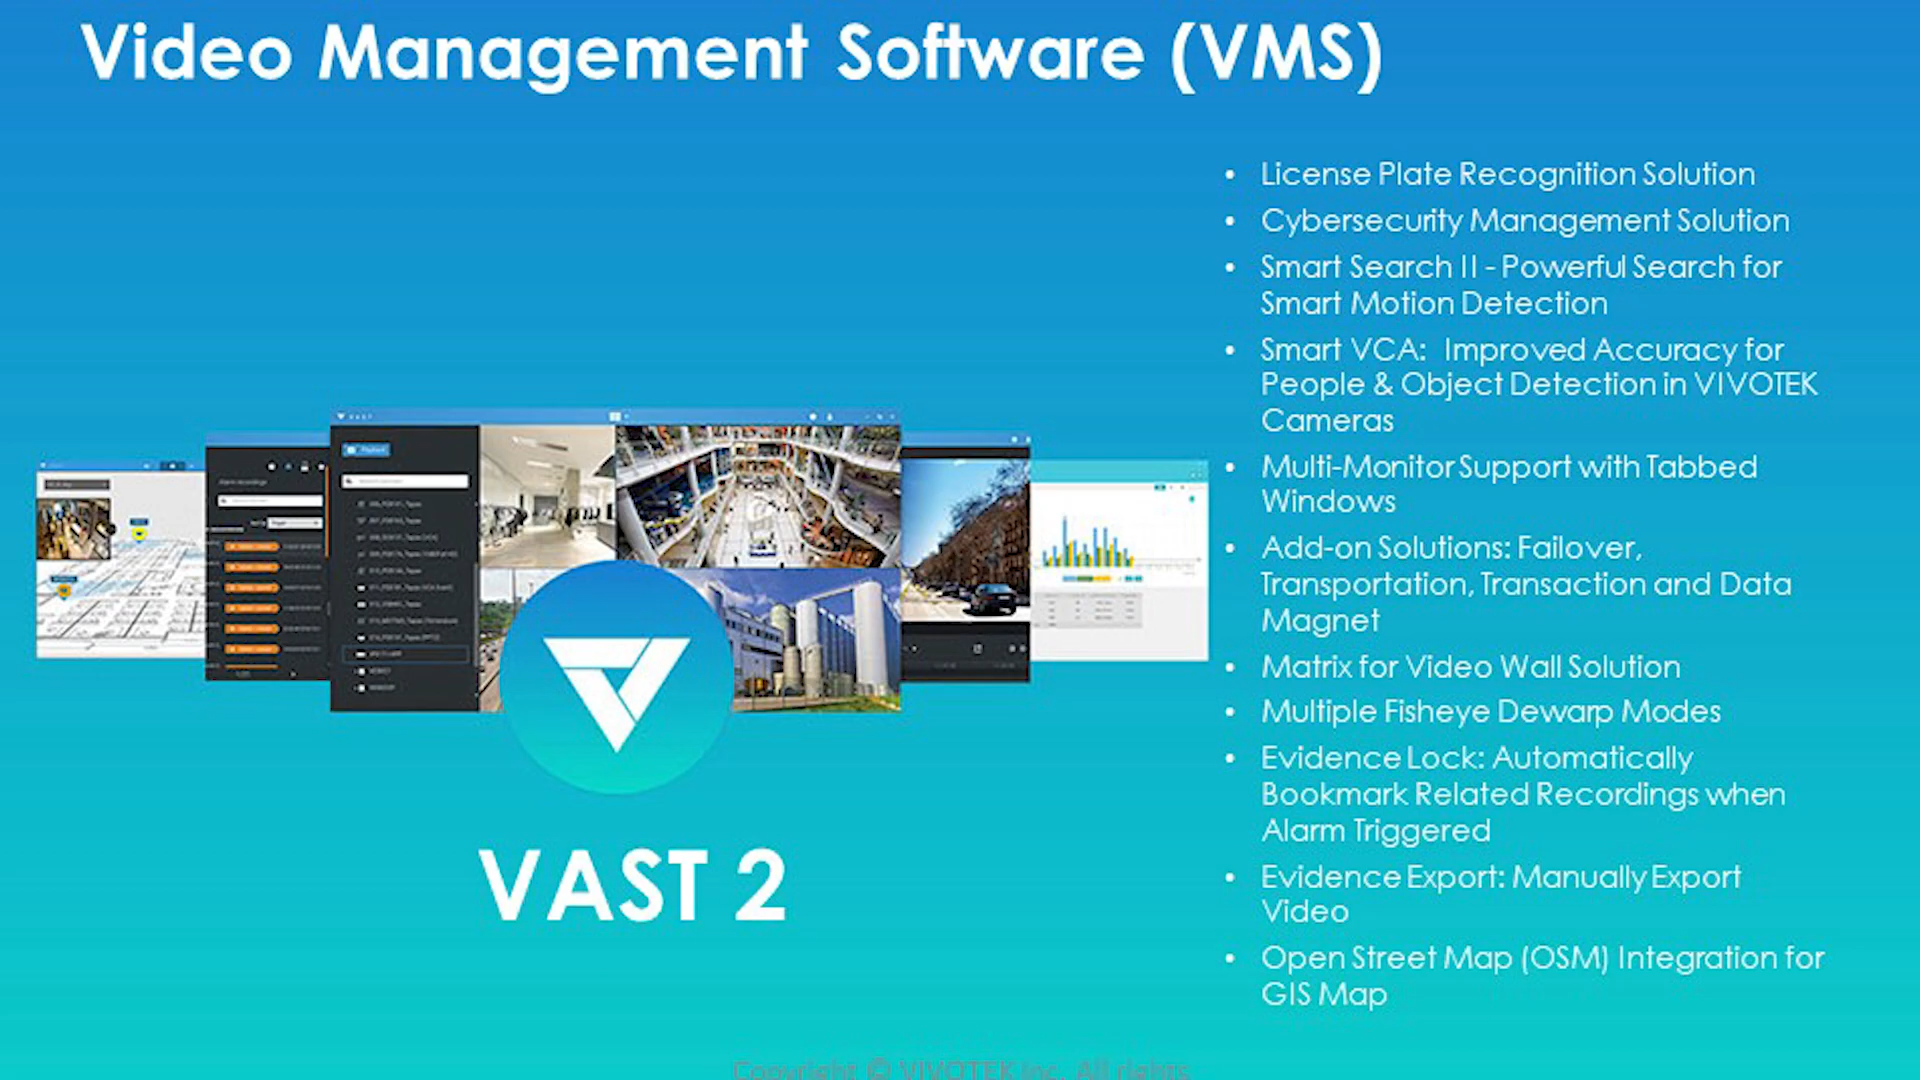 Video Management Software (VMS)
• License Plate Recognition Solution
• Cybersecurity Management Solution
• Smart Search II - Powerful Search for
Smart Motion Detection
• Smart VCA: Improved Accuracy for
People & Object Detection in VIVOTEK
Cameras
• Multi-Monitor Support with Tabbed
Windows
• Add-on Solutions: Failover,
Transportation, Transaction and Data
Magnet
• Matrix for Video Wall Solution
• Multiple Fisheye Dewarp Modes
• Evidence Lock: Automatically
Bookmark Related Recordings when
Alarm Triggered
• Evidence Export: Manually Export
Video
• Open Street Map (OSM) Integration for
GIS Map
VAST
Playback
Alarm recordings
VAST 2
Copyright © VIVOTEK Inc. All rights